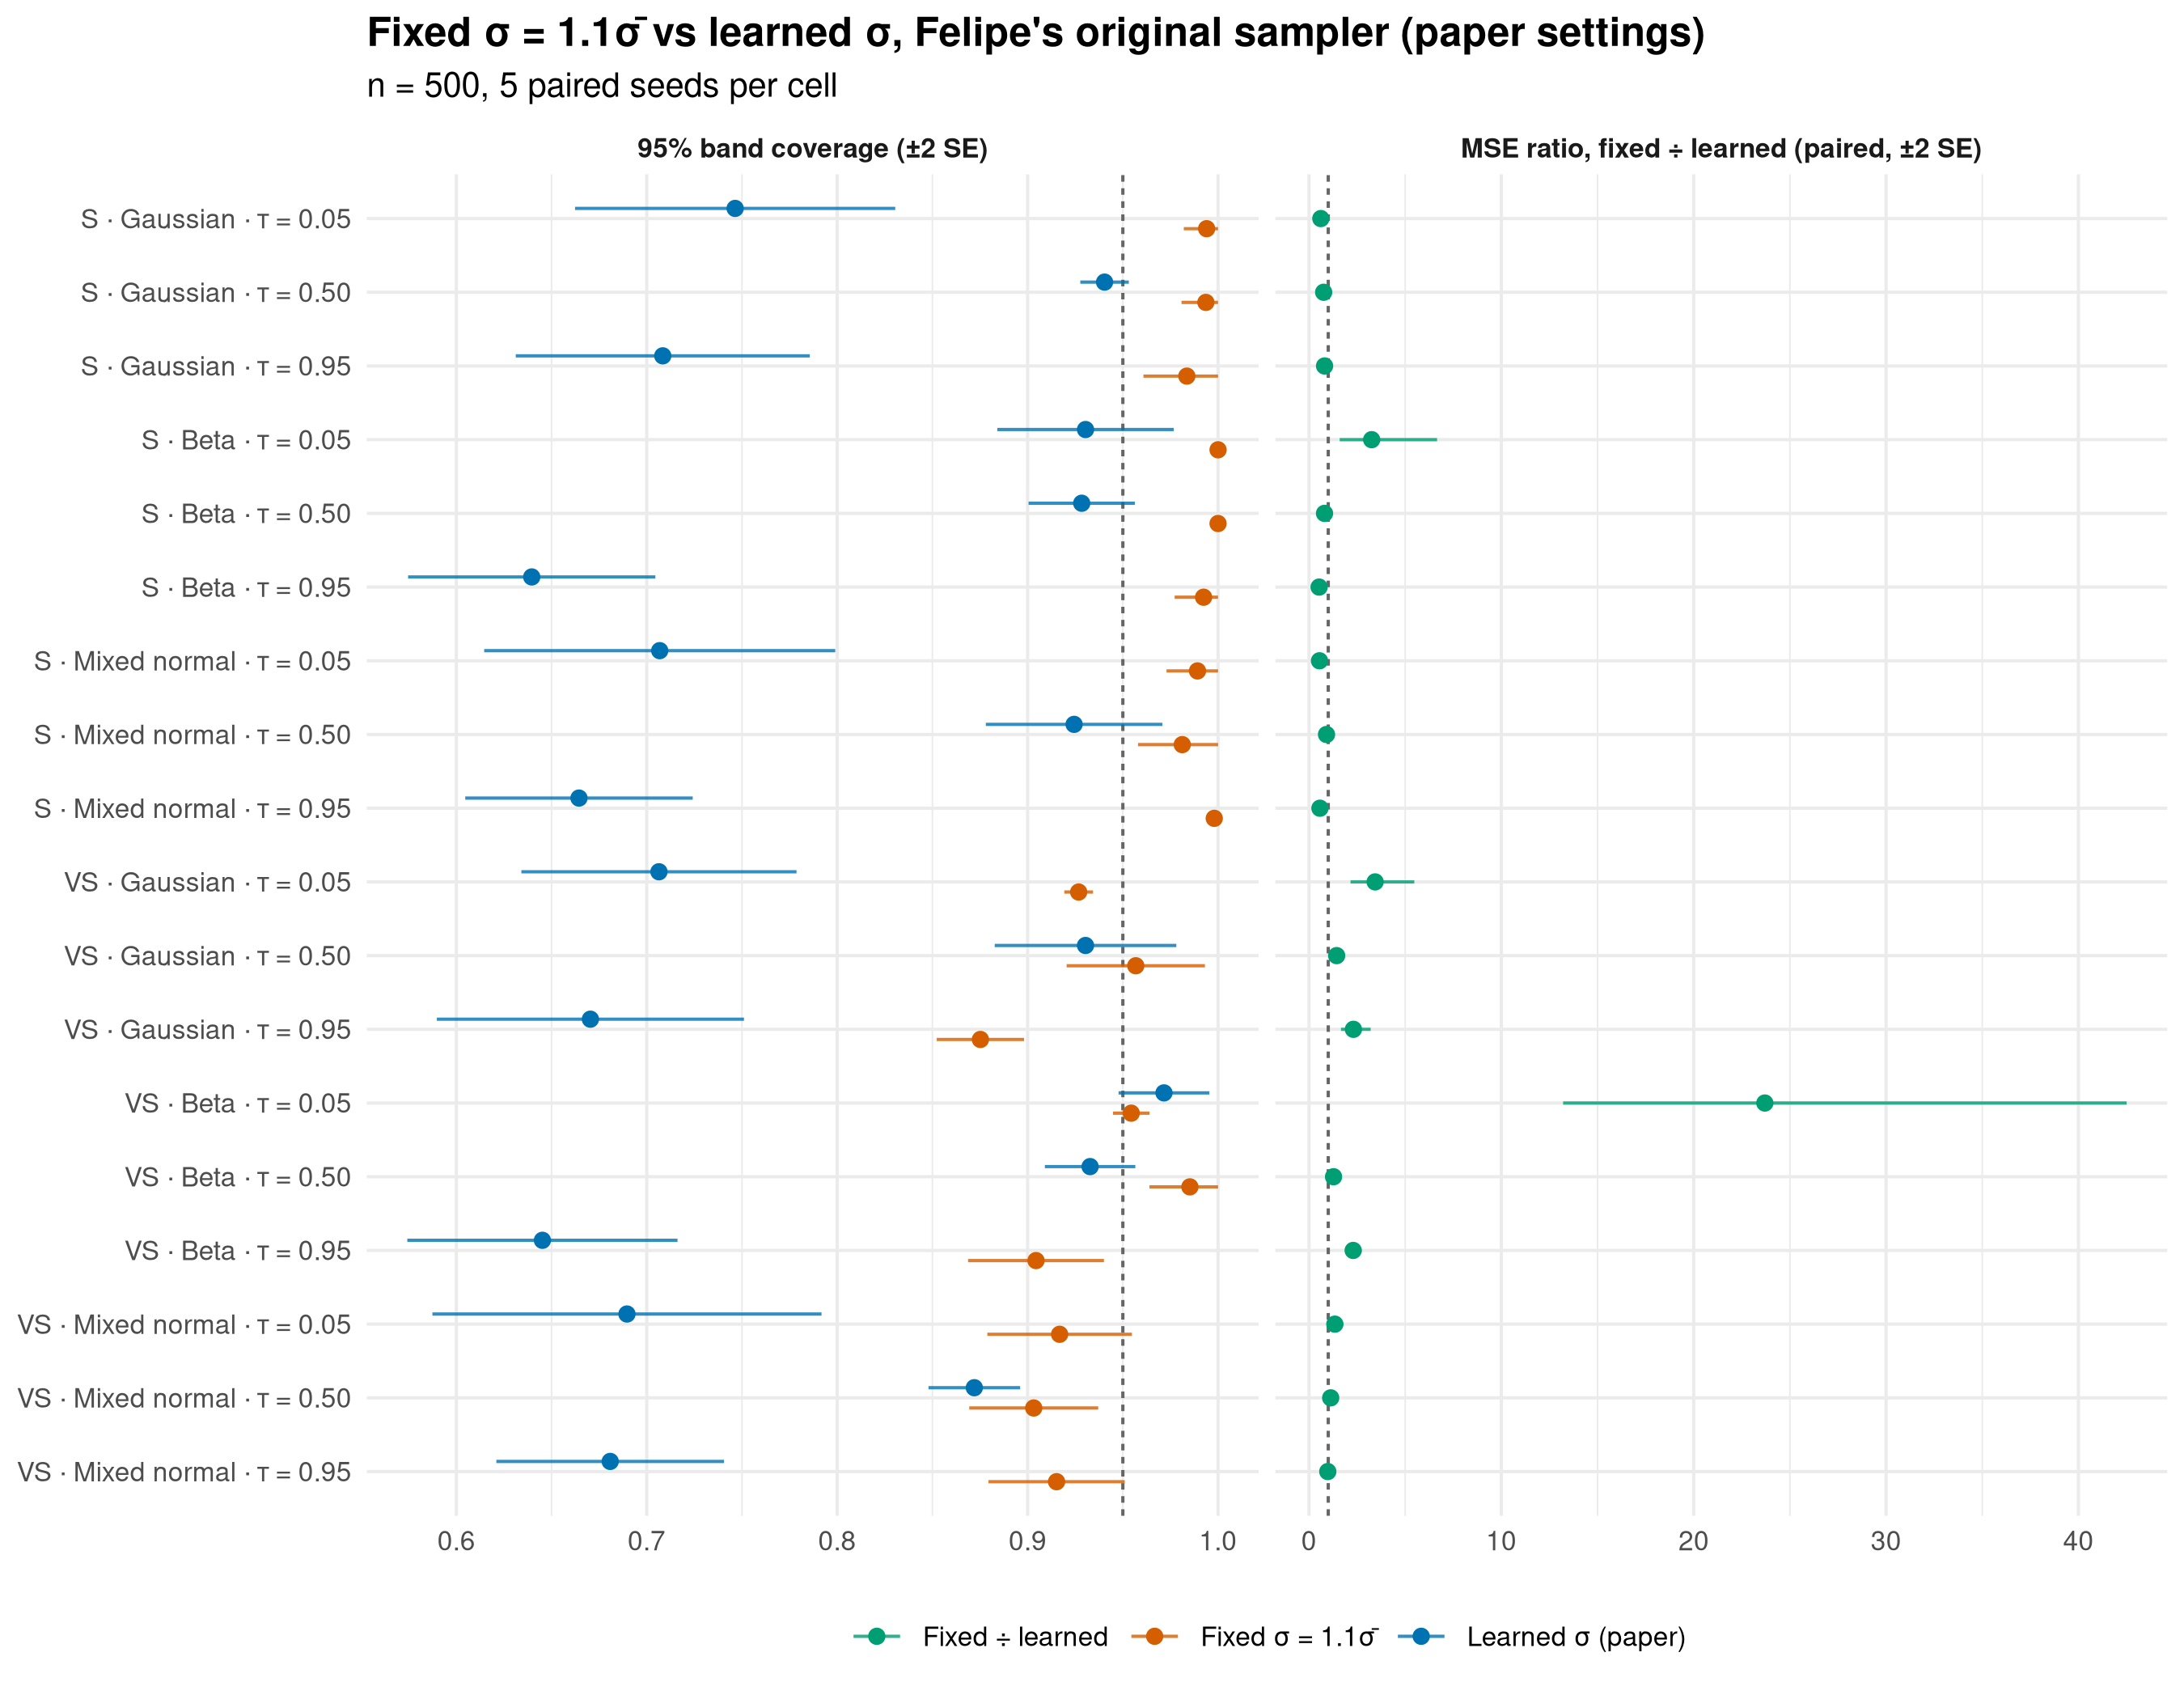 Fixed σ = 1.1σ̄ vs learned σ, Felipe's original sampler (paper settings)
n = 500, 5 paired seeds per cell
95% band coverage (±2 SE)
MSE ratio, fixed ÷ learned (paired, ±2 SE)
S · Gaussian · τ = 0.05
S · Gaussian · τ = 0.50
S · Gaussian · τ = 0.95
S · Beta · τ = 0.05
S · Beta · τ = 0.50
S · Beta · τ = 0.95
S · Mixed normal · τ = 0.05
S · Mixed normal · τ = 0.50
S · Mixed normal · τ = 0.95
VS · Gaussian · τ = 0.05
VS · Gaussian · τ = 0.50
VS · Gaussian · τ = 0.95
VS · Beta · τ = 0.05
VS · Beta · τ = 0.50
VS · Beta · τ = 0.95
VS · Mixed normal · τ = 0.05
VS · Mixed normal · τ = 0.50
VS · Mixed normal · τ = 0.95
0.6 0.7 0.8 0.9 1.0
0 10 20 30 40
Fixed ÷ learned
Fixed σ = 1.1σ̄
Learned σ (paper)